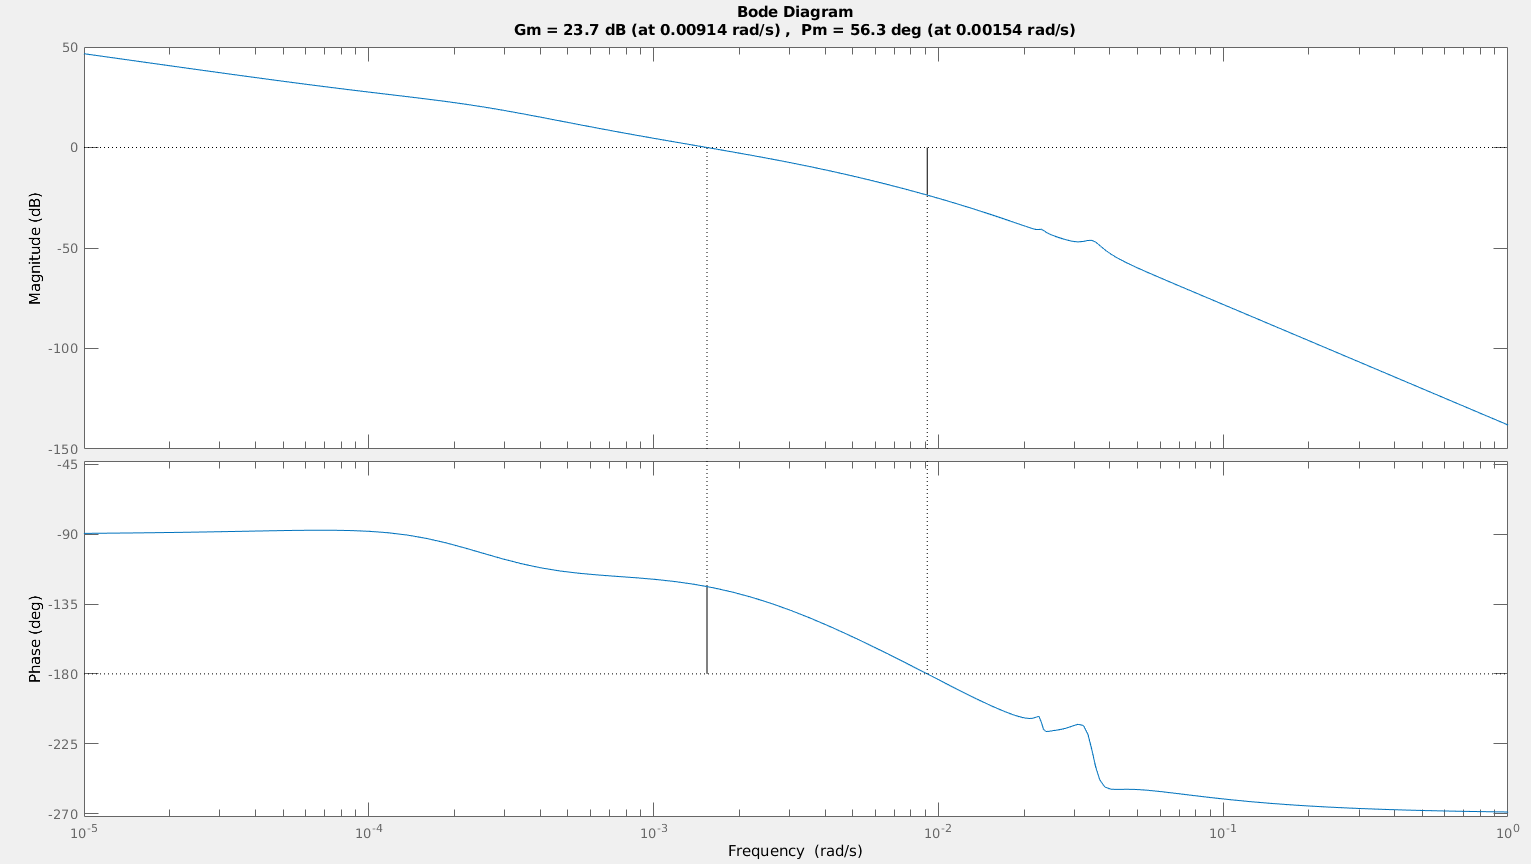 Bode Diagram
Gm = 23.7 dB (at 0.00914 rad/s) ,  Pm = 56.3 deg (at 0.00154 rad/s)
Magnitude (dB)
50
0
-50
-100
-150
Phase (deg)
-45
-90
-135
-180
-225
-270
10^-5 10^-4 10^-3 10^-2 10^-1 10^0
Frequency  (rad/s)